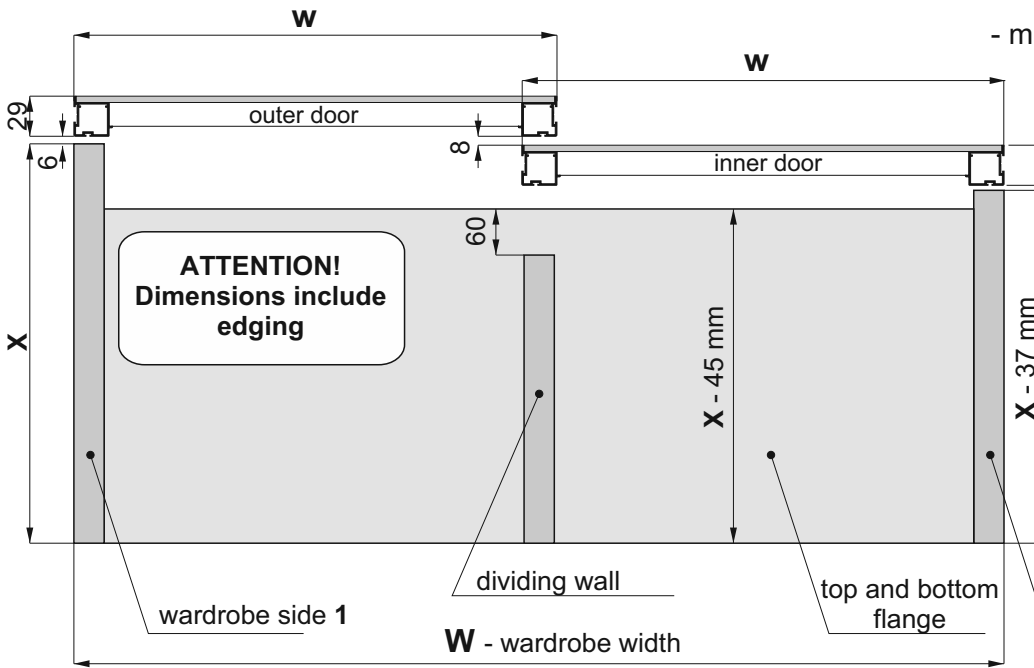 W
- m
W
29
outer door
8
6
inner door
60
ATTENTION!
Dimensions include
edging
X
X - 45 mm
X - 37 mm
dividing wall
top and bottom
flange
wardrobe side 1
W - wardrobe width